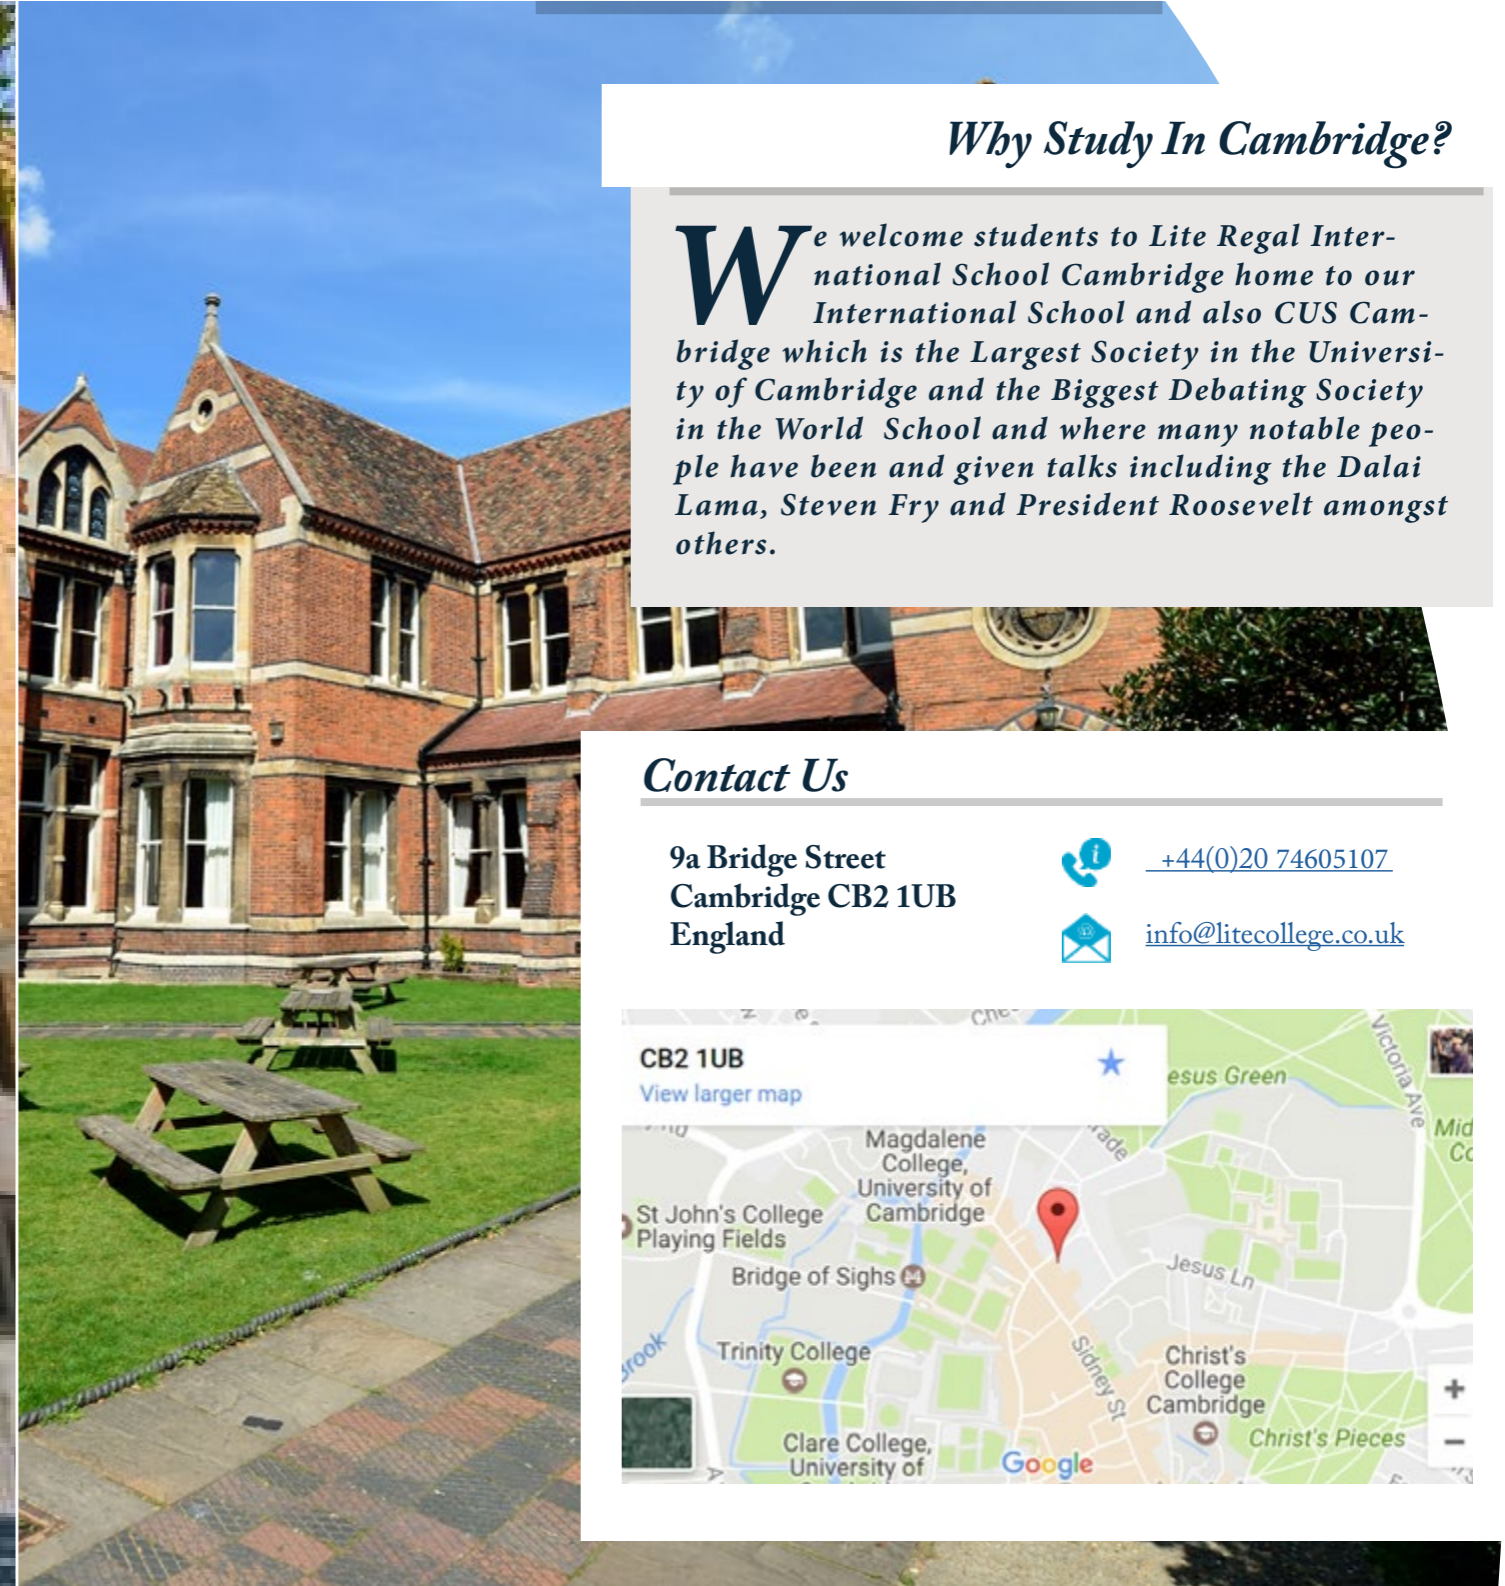 Why Study In Cambridge?
We welcome students to Lite Regal Inter-
national School Cambridge home to our
International School and also CUS Cam-
bridge which is the Largest Society in the Universi-
ty of Cambridge and the Biggest Debating Society
in the World  School and where many notable peo-
ple have been and given talks including the Dalai
Lama, Steven Fry and President Roosevelt amongst
others.
Contact Us
9a Bridge Street
Cambridge CB2 1UB
England
+44(0)20 74605107
info@litecollege.co.uk
CB2 1UB
View larger map
esus Green
Victoria Ave
Mid
Magdalene
College,
University of
Cambridge
St John's College
Playing Fields
Bridge of Sighs
Jesus Ln
Trinity College
Sidney St
Christ's
College
Cambridge
Christ's Pieces
Clare College,
University of
Google